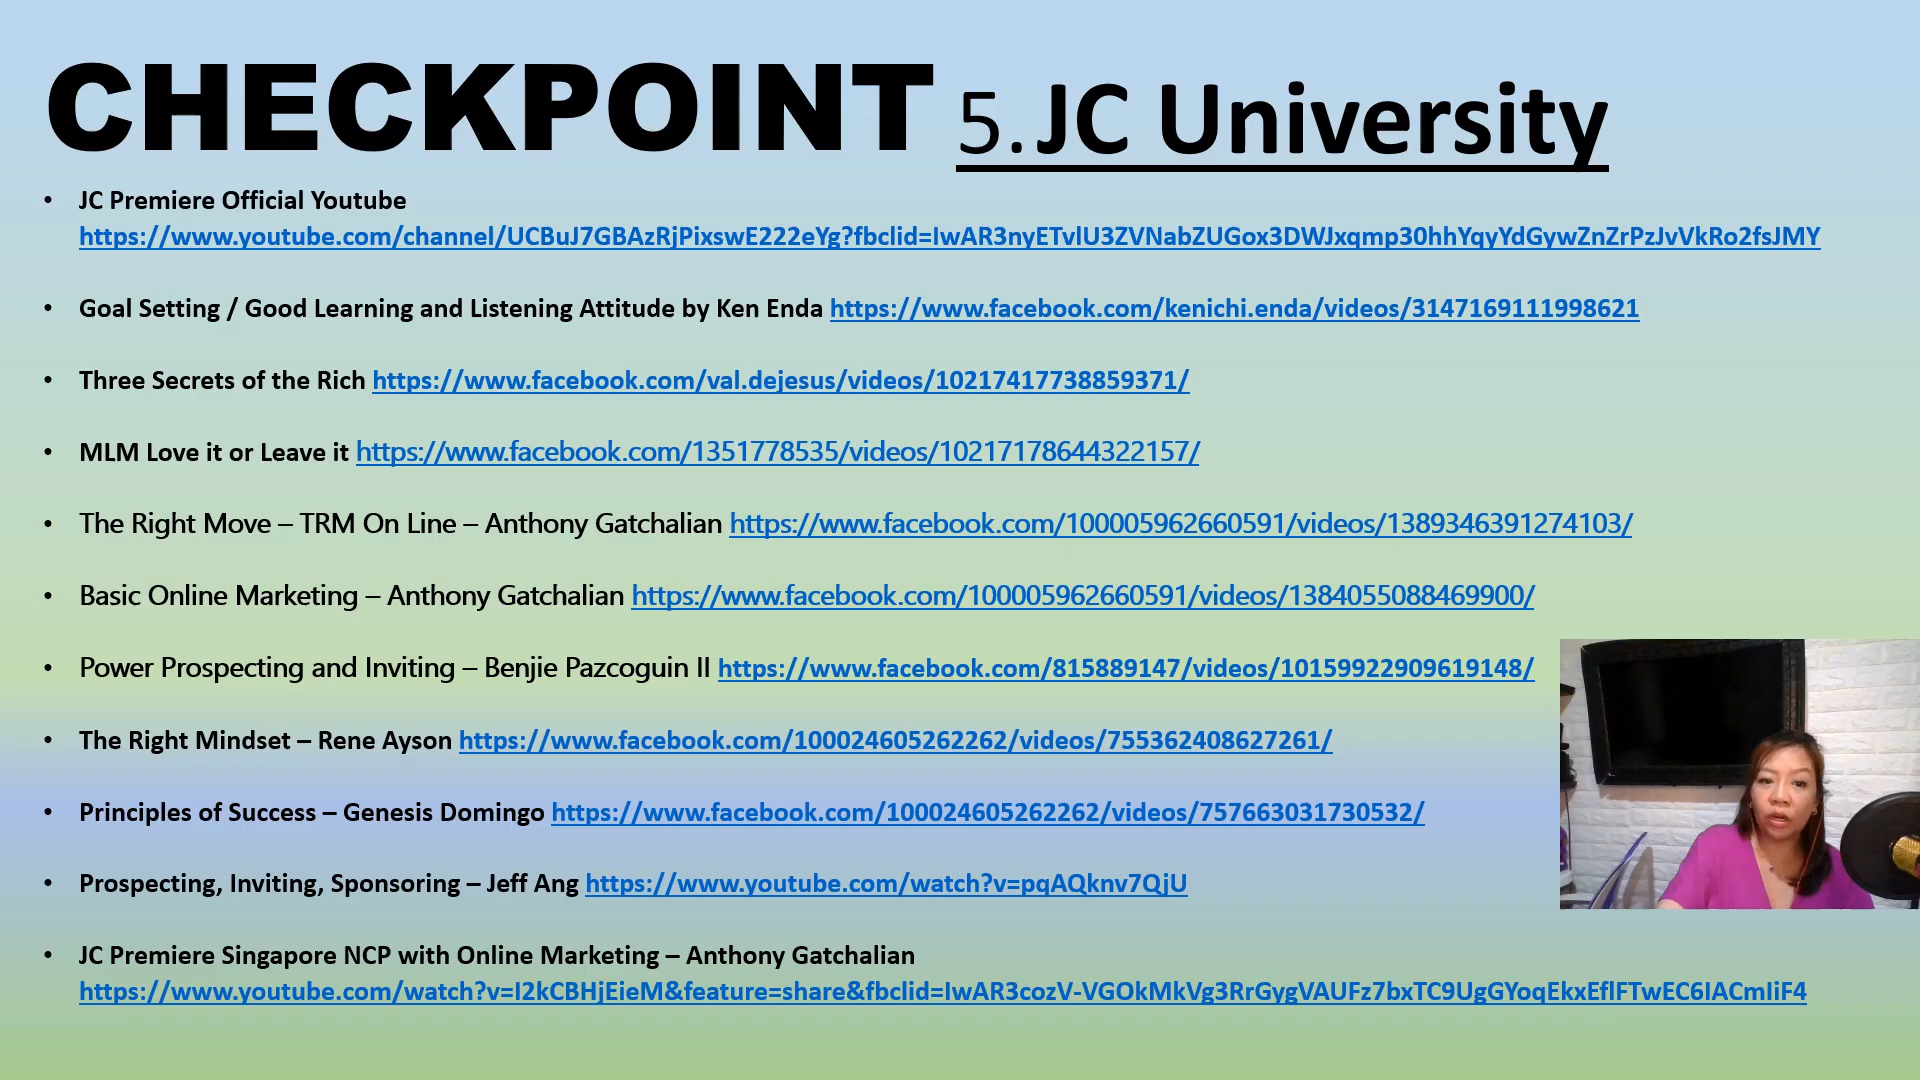 CHECKPOINT 5. JC University
• JC Premiere Official Youtube
https://www.youtube.com/channel/UCBuJ7GBAzRjPixswE222eYg?fbclid=IwAR3nyETvlU3ZVNabZUGox3DWJxqmp30hhYqyYdGywZnZrPzJvVkRo2fsJMY
• Goal Setting / Good Learning and Listening Attitude by Ken Enda https://www.facebook.com/kenichi.enda/videos/3147169111998621
• Three Secrets of the Rich https://www.facebook.com/val.dejesus/videos/10217417738859371/
• MLM Love it or Leave it https://www.facebook.com/1351778535/videos/10217178644322157/
• The Right Move – TRM On Line – Anthony Gatchalian https://www.facebook.com/100005962660591/videos/1389346391274103/
• Basic Online Marketing – Anthony Gatchalian https://www.facebook.com/100005962660591/videos/1384055088469900/
• Power Prospecting and Inviting – Benjie Pazcoguin II https://www.facebook.com/815889147/videos/10159922909619148/
• The Right Mindset – Rene Ayson https://www.facebook.com/100024605262262/videos/755362408627261/
• Principles of Success – Genesis Domingo https://www.facebook.com/100024605262262/videos/757663031730532/
• Prospecting, Inviting, Sponsoring – Jeff Ang https://www.youtube.com/watch?v=pqAQknv7QjU
• JC Premiere Singapore NCP with Online Marketing – Anthony Gatchalian
https://www.youtube.com/watch?v=I2kCBHjEieM&feature=share&fbclid=IwAR3cozV-VGOkMkVg3RrGygVAUFz7bxTC9UgGYoqEkxEflFTwEC6IACmIiF4